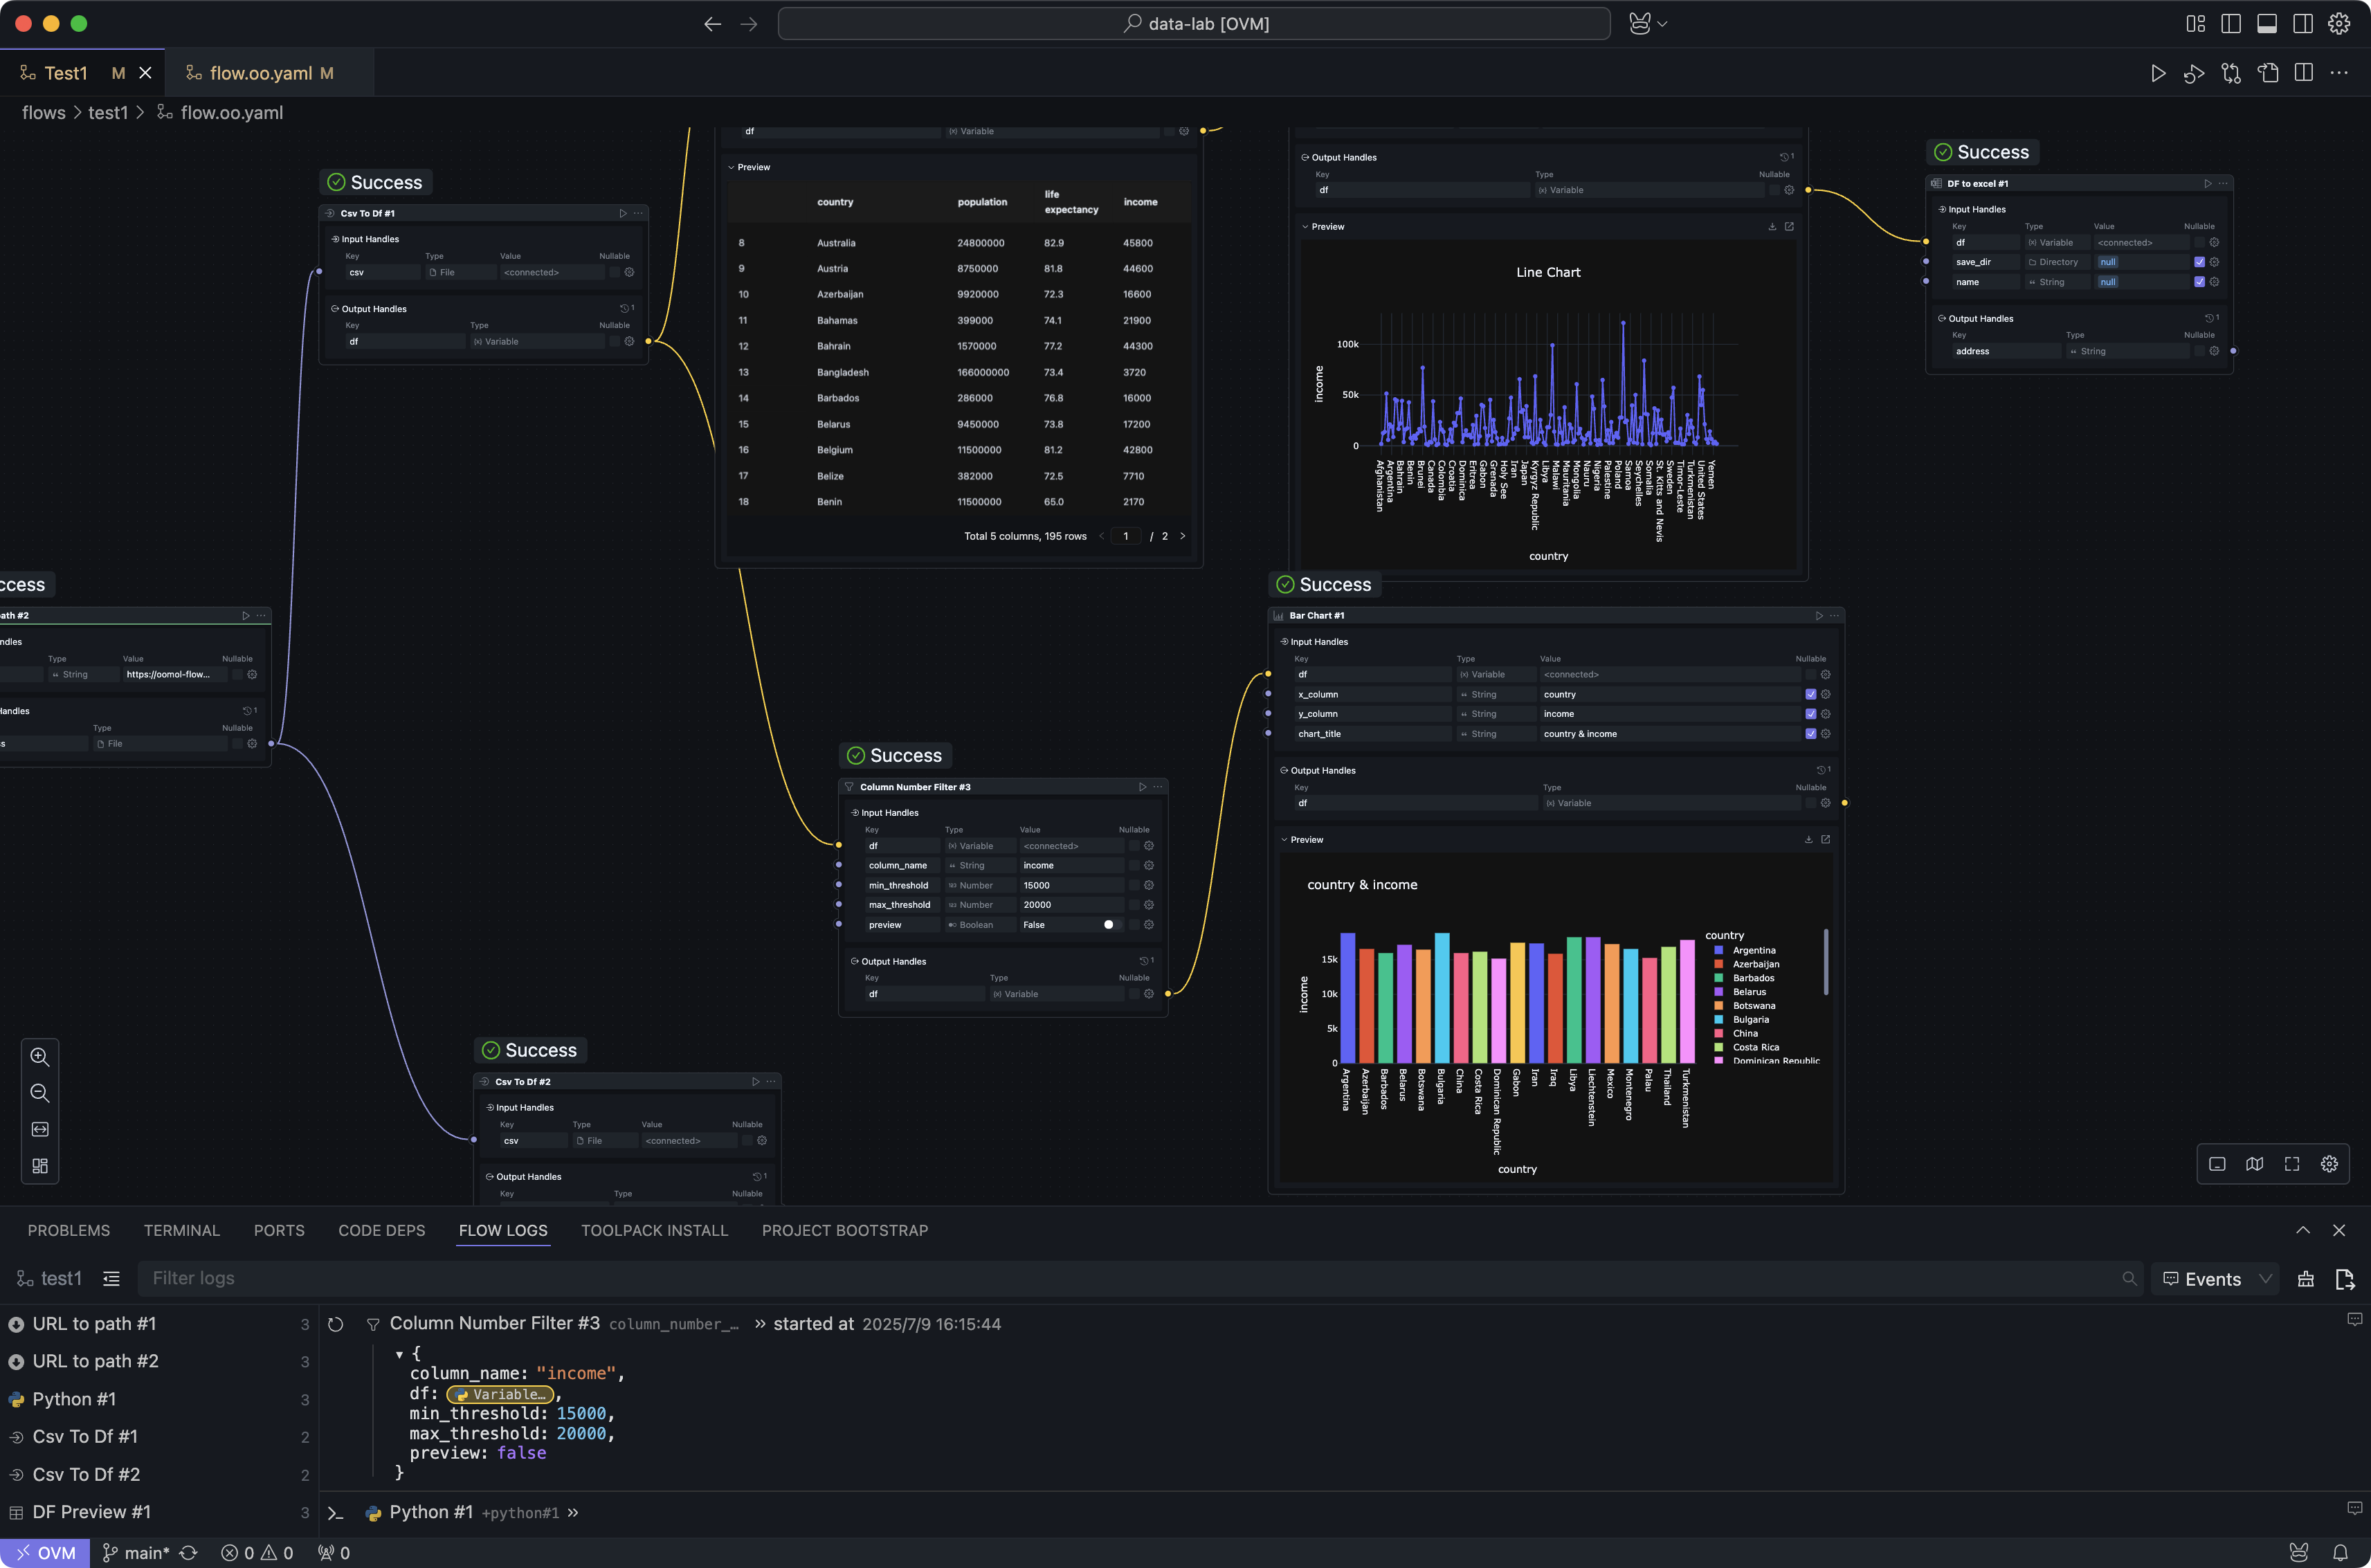 data-lab [OVM]
Test1 M
flow.oo.yaml M
flows > test1 > flow.oo.yaml
Success
Csv To Df #1
Input Handles
Key Type Value Nullable
csv File <connected>
Output Handles 1
Key Type Nullable
df (x) Variable
df (x) Variable
Preview
country population life expectancy income
8 Australia 24800000 82.9 45800
9 Austria 8750000 81.8 44600
10 Azerbaijan 9920000 72.3 16600
11 Bahamas 399000 74.1 21900
12 Bahrain 1570000 77.2 44300
13 Bangladesh 166000000 73.4 3720
14 Barbados 286000 76.8 16000
15 Belarus 9450000 73.8 17200
16 Belgium 11500000 81.2 42800
17 Belize 382000 72.5 7710
18 Benin 11500000 65.0 2170
Total 5 columns, 195 rows < 1 / 2 >
Output Handles 1
Key Type Nullable
df (x) Variable
Preview
Line Chart
income
100k
50k
0
Afghanistan
Argentina
Bahrain
Benin
Brunei
Canada
Colombia
Croatia
Dominica
Eritrea
Gabon
Grenada
Holy See
Iran
Japan
Kyrgyz Republic
Libya
Malawi
Mauritania
Mongolia
Nauru
Nigeria
Palestine
Poland
Samoa
Seychelles
Somalia
St. Kitts and Nevis
Sweden
Timor-Leste
Turkmenistan
United States
Yemen
country
Success
DF to excel #1
Input Handles
Key Type Value Nullable
df (x) Variable <connected>
save_dir Directory null
name String null
Output Handles 1
Key Type Nullable
address String
ccess
ath #2
ndles
Type Value Nullable
String https://oomol-flow...
Handles 1
Type Nullable
s File
Success
Column Number Filter #3
Input Handles
Key Type Value Nullable
df (x) Variable <connected>
column_name String income
min_threshold Number 15000
max_threshold Number 20000
preview Boolean False
Output Handles 1
Key Type Nullable
df (x) Variable
Success
Bar Chart #1
Input Handles
Key Type Value Nullable
df (x) Variable <connected>
x_column String country
y_column String income
chart_title String country & income
Output Handles 1
Key Type Nullable
df (x) Variable
Preview
country & income
income
15k
10k
5k
0
Argentina
Azerbaijan
Barbados
Belarus
Botswana
Bulgaria
China
Costa Rica
Dominican Republic
Gabon
Iran
Iraq
Libya
Liechtenstein
Mexico
Montenegro
Palau
Thailand
Turkmenistan
country
country
Argentina
Azerbaijan
Barbados
Belarus
Botswana
Bulgaria
China
Costa Rica
Dominican Republic
Success
Csv To Df #2
Input Handles
Key Type Value Nullable
csv File <connected>
Output Handles 1
Key Type Nullable
PROBLEMS TERMINAL PORTS CODE DEPS FLOW LOGS TOOLPACK INSTALL PROJECT BOOTSTRAP
test1 Filter logs Events
URL to path #1 3
URL to path #2 3
Python #1 3
Csv To Df #1 2
Csv To Df #2 2
DF Preview #1 3
Column Number Filter #3 column_number_… » started at 2025/7/9 16:15:44
▼ {
column_name: "income",
df: Variable… ,
min_threshold: 15000,
max_threshold: 20000,
preview: false
}
Python #1 +python#1 »
OVM main* 0 0 0